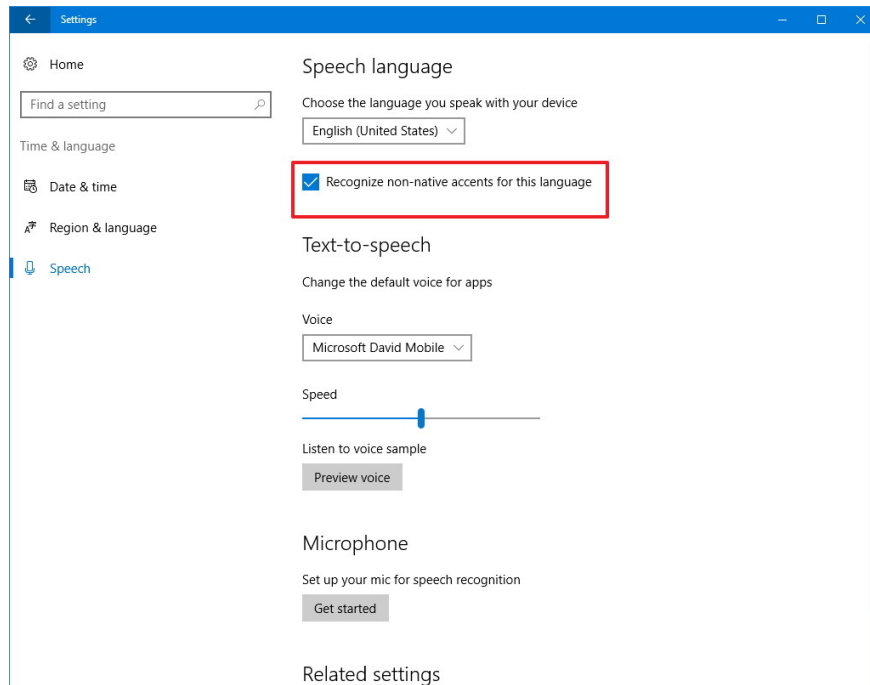 Settings
Home
Find a setting
Time & language
Date & time
Region & language
Speech
Speech language
Choose the language you speak with your device
English (United States)
Recognize non-native accents for this language
Text-to-speech
Change the default voice for apps
Voice
Microsoft David Mobile
Speed
Listen to voice sample
Preview voice
Microphone
Set up your mic for speech recognition
Get started
Related settings